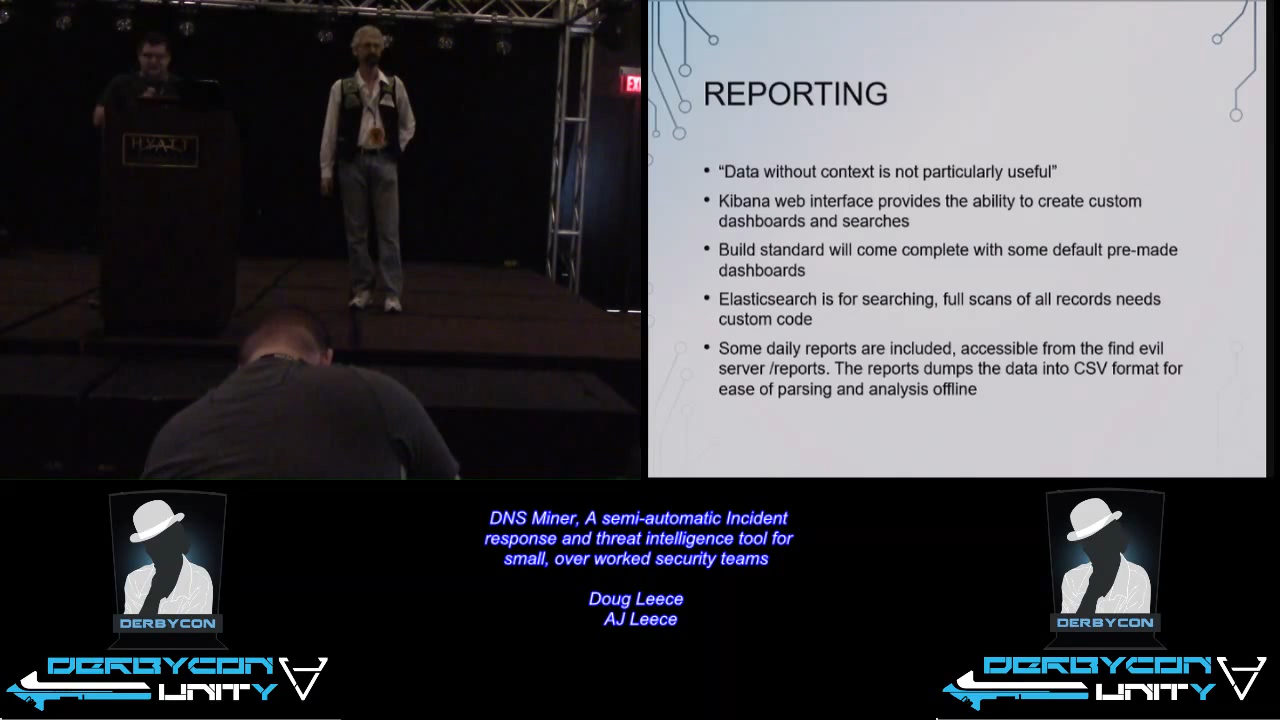 HYATT
EXI
REPORTING
• “Data without context is not particularly useful”
• Kibana web interface provides the ability to create custom
dashboards and searches
• Build standard will come complete with some default pre-made
dashboards
• Elasticsearch is for searching, full scans of all records needs
custom code
• Some daily reports are included, accessible from the find evil
server /reports. The reports dumps the data into CSV format for
ease of parsing and analysis offline
DNS Miner, A semi-automatic Incident
response and threat intelligence tool for
small, over worked security teams
Doug Leece
AJ Leece
DERBYCON
DERBYCON
UNITY
DERBYCON
DERBYCON
UNITY